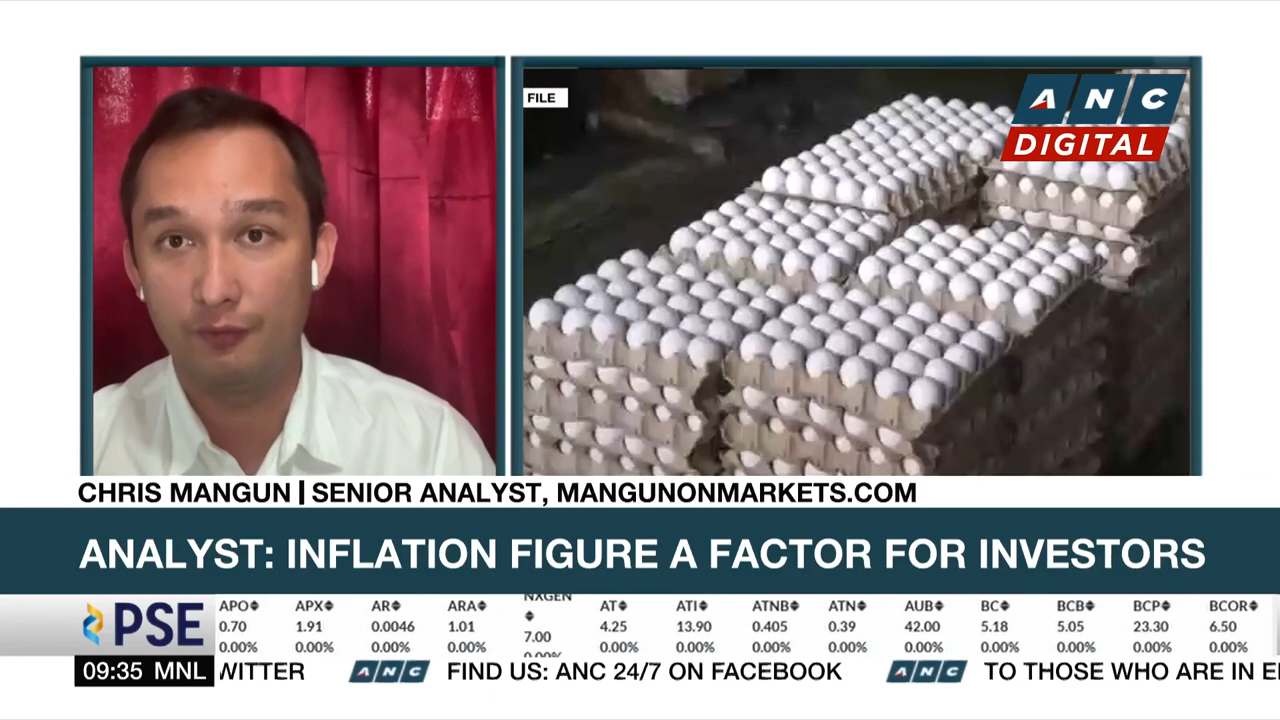 FILE
ANC
DIGITAL
CHRIS MANGUN | SENIOR ANALYST, MANGUNONMARKETS.COM
ANALYST: INFLATION FIGURE A FACTOR FOR INVESTORS
PSE
APO APX AR ARA NXGEN AT ATI ATNB ATN AUB BC BCB BCP BCOR
0.70 1.91 0.0046 1.01 7.00 4.25 13.90 0.405 0.39 42.00 5.18 5.05 23.30 6.50
0.00% 0.00% 0.00% 0.00% 0.00% 0.00% 0.00% 0.00% 0.00% 0.00% 0.00% 0.00% 0.00% 0.00%
09:35 MNL WITTER ANC FIND US: ANC 24/7 ON FACEBOOK ANC TO THOSE WHO ARE IN